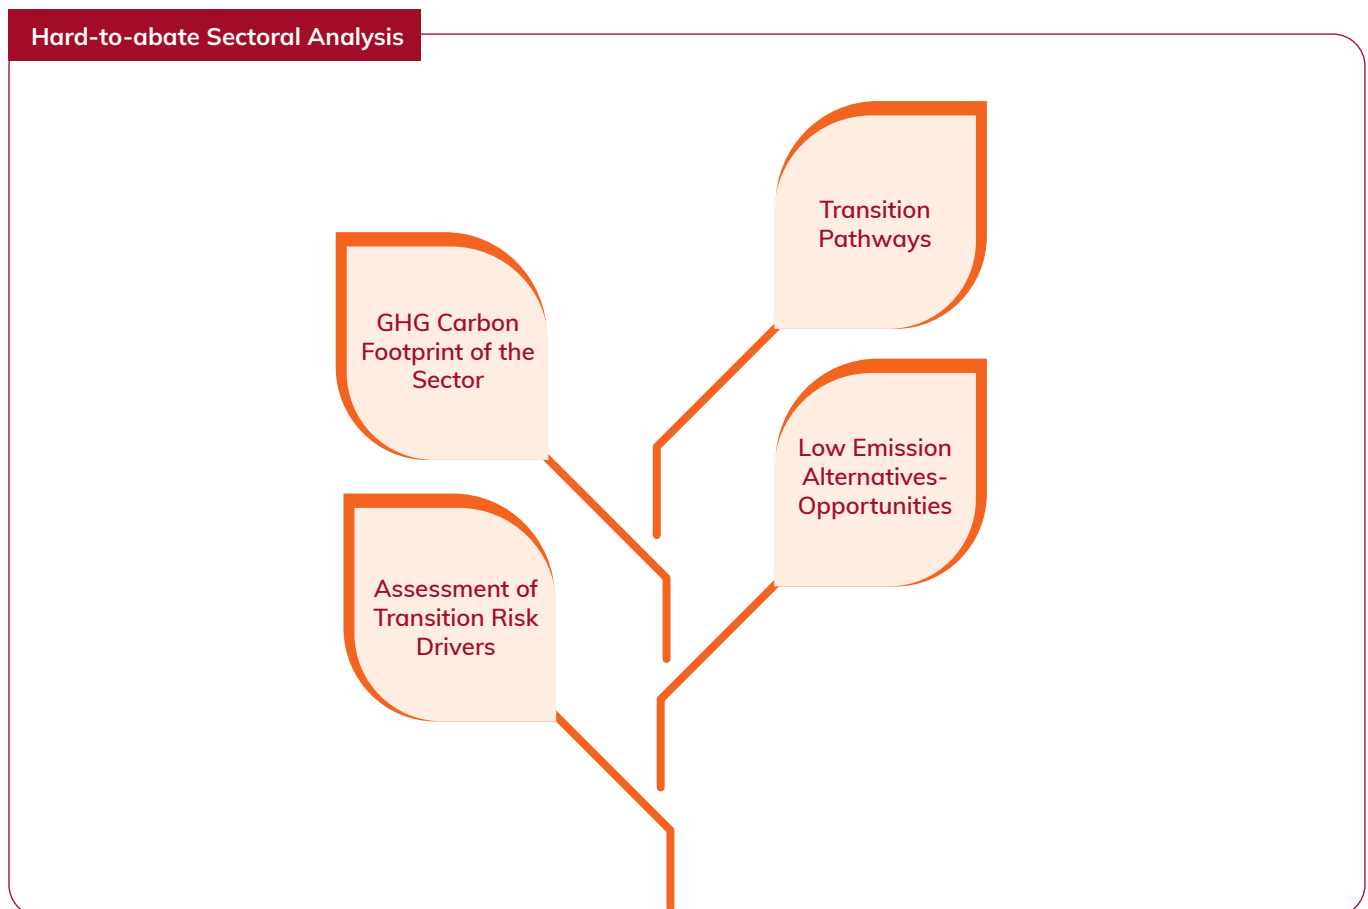 Hard-to-abate Sectoral Analysis
Transition
Pathways
GHG Carbon
Footprint of the
Sector
Low Emission
Alternatives-
Opportunities
Assessment of
Transition Risk
Drivers